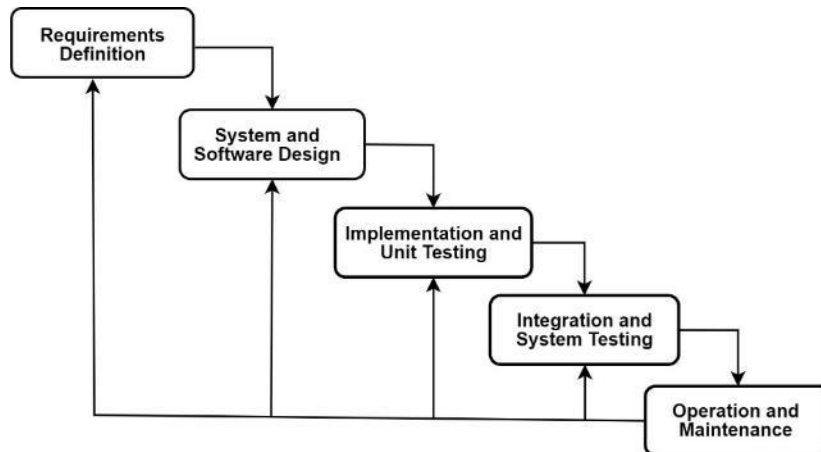 Requirements
Definition
System and
Software Design
Implementation and
Unit Testing
Integration and
System Testing
Operation and
Maintenance